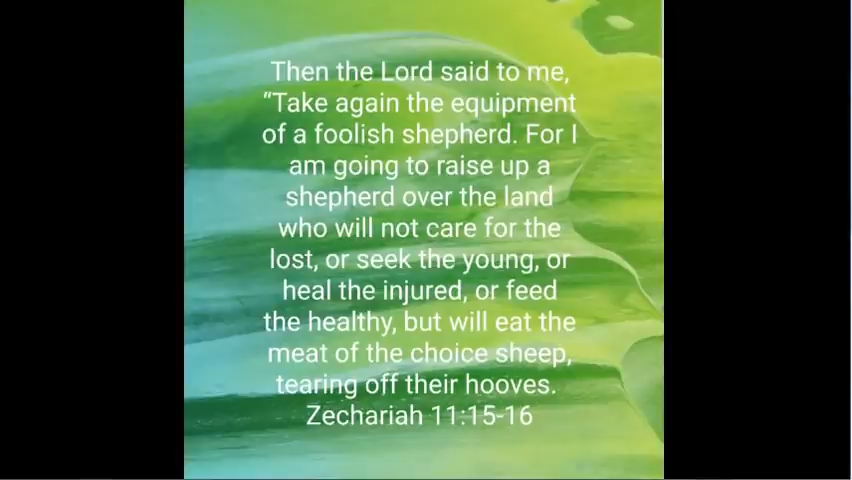 Then the Lord said to me,
“Take again the equipment
of a foolish shepherd. For I
am going to raise up a
shepherd over the land
who will not care for the
lost, or seek the young, or
heal the injured, or feed
the healthy, but will eat the
meat of the choice sheep,
tearing off their hooves.
Zechariah 11:15-16